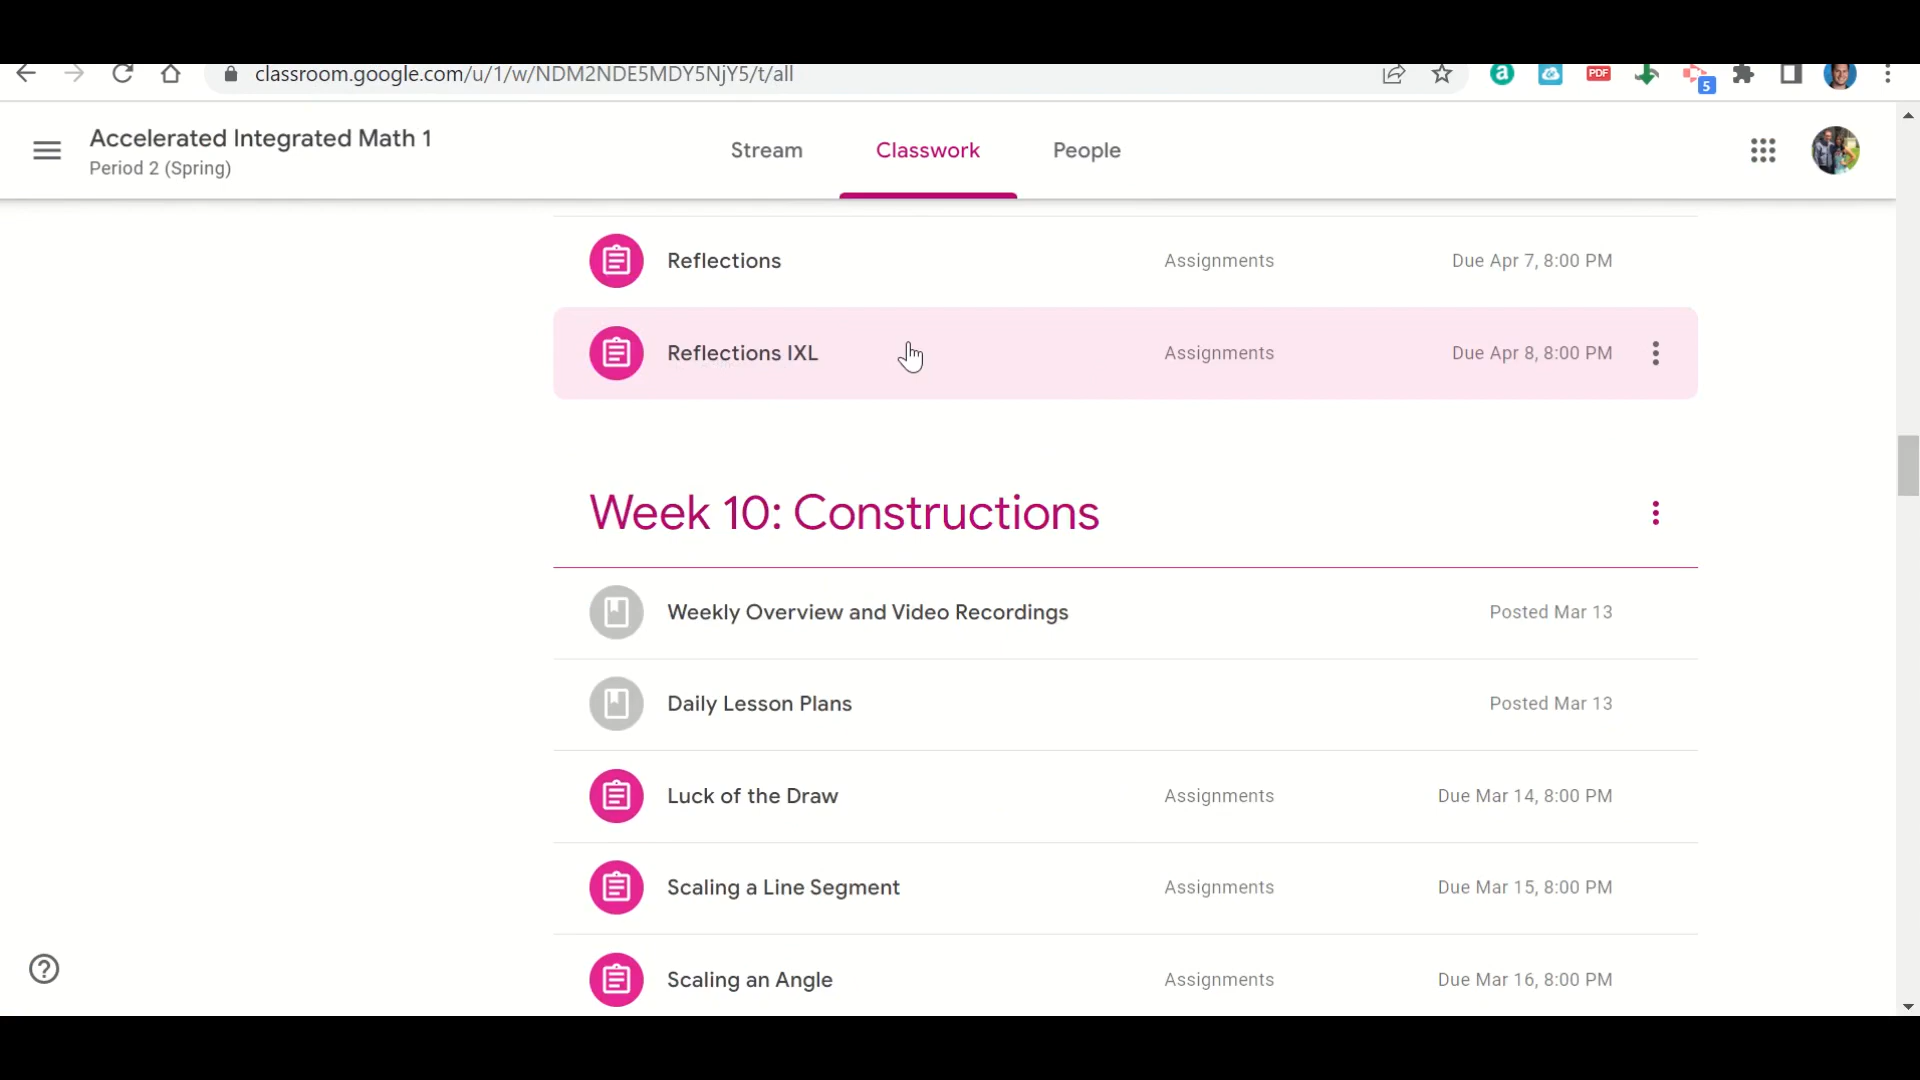 classroom.google.com/u/1/w/NDM2NDE5MDY5NjY5/t/all
a
PDF
5
Accelerated Integrated Math 1
Period 2 (Spring)
Stream
Classwork
People
Reflections Assignments Due Apr 7, 8:00 PM
Reflections IXL Assignments Due Apr 8, 8:00 PM
Week 10: Constructions
Weekly Overview and Video Recordings Posted Mar 13
Daily Lesson Plans Posted Mar 13
Luck of the Draw Assignments Due Mar 14, 8:00 PM
Scaling a Line Segment Assignments Due Mar 15, 8:00 PM
Scaling an Angle Assignments Due Mar 16, 8:00 PM
?